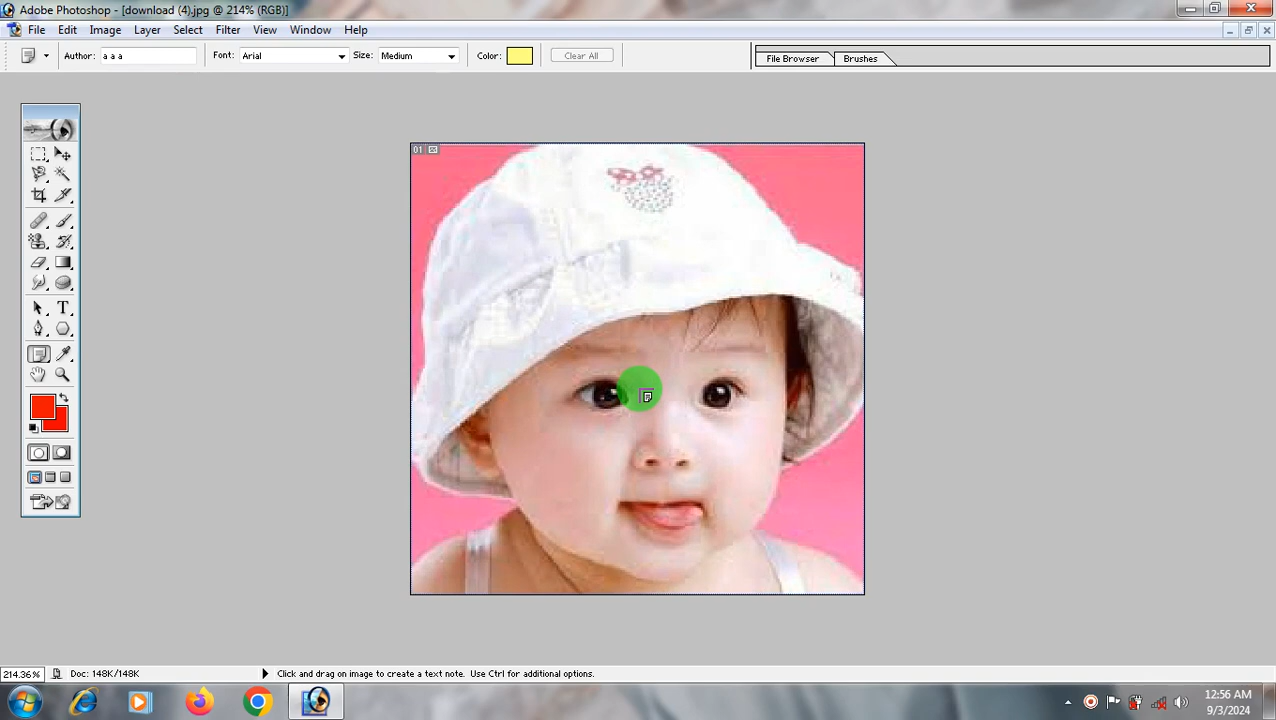 Adobe Photoshop - [download (4).jpg @ 214% (RGB)]
File Edit Image Layer Select Filter View Window Help
Author: a a a Font: Arial Size: Medium Color: Clear All File Browser Brushes
01
T
214.36% Doc: 148K/148K Click and drag on image to create a text note. Use Ctrl for additional options.
12:56 AM
9/3/2024